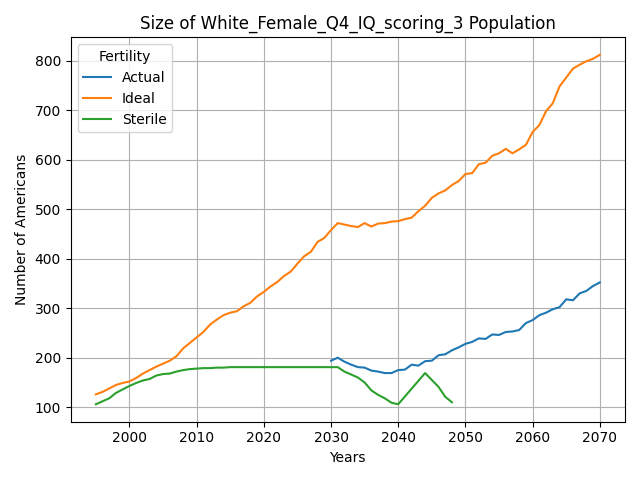 Size of White_Female_Q4_IQ_scoring_3 Population
Fertility
Actual
Ideal
Sterile
Number of Americans
800
700
600
500
400
300
200
100
2000 2010 2020 2030 2040 2050 2060 2070
Years